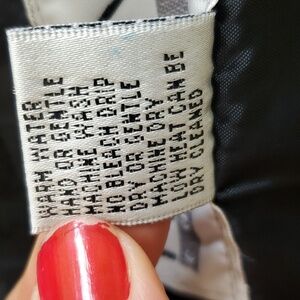 WARM WATER
HAND OR GENTLE
MACHINE WASH
NO BLEACH DRIP
DRY OR GENTLE
MACHINE DRY
LOW HEAT CAN BE
DRY CLEANED